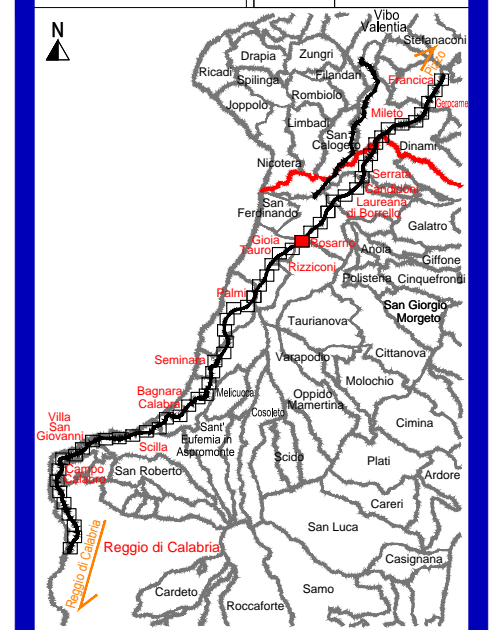 N
Vibo
Valentia
Stefanaconi
Drapia
Zungri
Pizzo
Ricadi
Spilinga
Filandari
Francica
Joppolo
Rombiolo
Gerocarne
Limbadi
Mileto
San
Calogero
Dinami
Nicotera
Serrata
Candidoni
San
Ferdinando
Laureana
di Borrello
Galatro
Gioia
Tauro
Rosarno
Anoia
Giffone
Rizziconi
Polistena
Cinquefrondi
Palmi
San Giorgio
Morgeto
Taurianova
Seminara
Varapodio
Cittanova
Molochio
Bagnara
Calabra
Melicucca
Oppido
Mamertina
Cosoleto
Villa
San
Giovanni
Sant'
Eufemia in
Aspromonte
Cimina
Scilla
Scido
Plati
Campo
Calabro
San Roberto
Ardore
Careri
San Luca
Reggio di Calabria
Reggio di Calabria
Casignana
Cardeto
Samo
Roccaforte